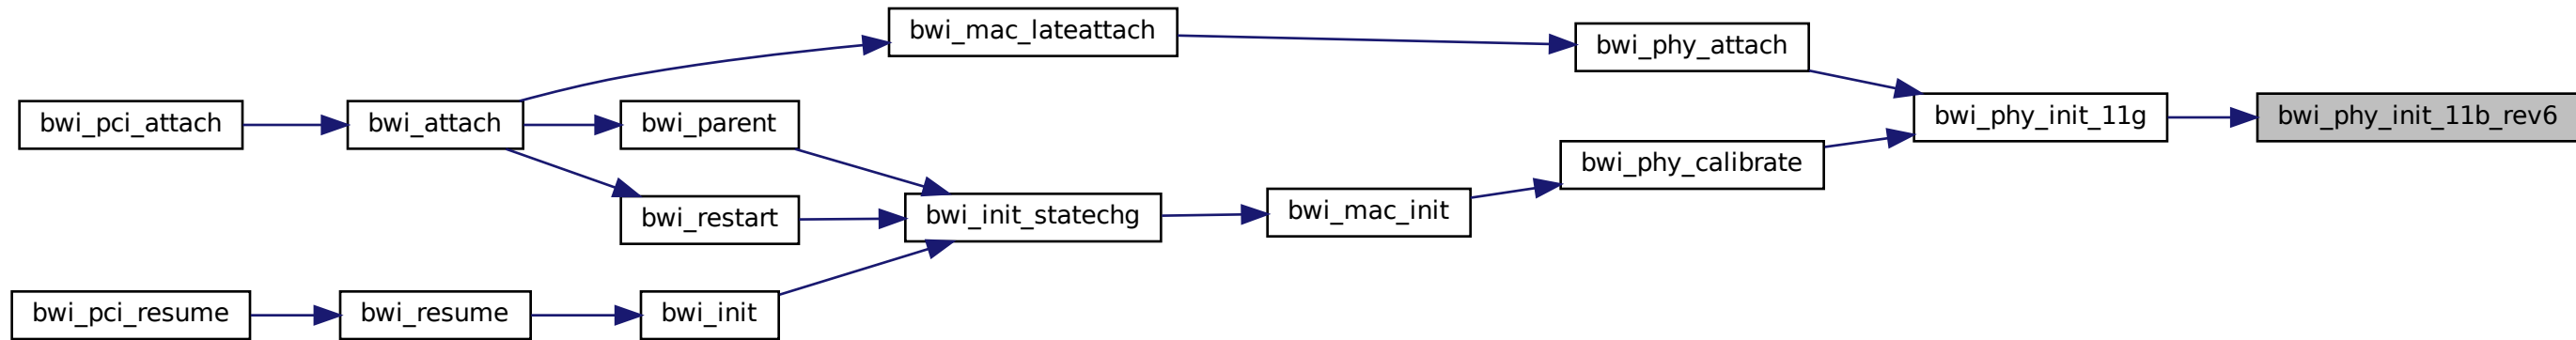 bwi_mac_lateattach
bwi_phy_attach
bwi_pci_attach
bwi_attach
bwi_parent
bwi_phy_init_11g
bwi_phy_init_11b_rev6
bwi_phy_calibrate
bwi_restart
bwi_init_statechg
bwi_mac_init
bwi_pci_resume
bwi_resume
bwi_init